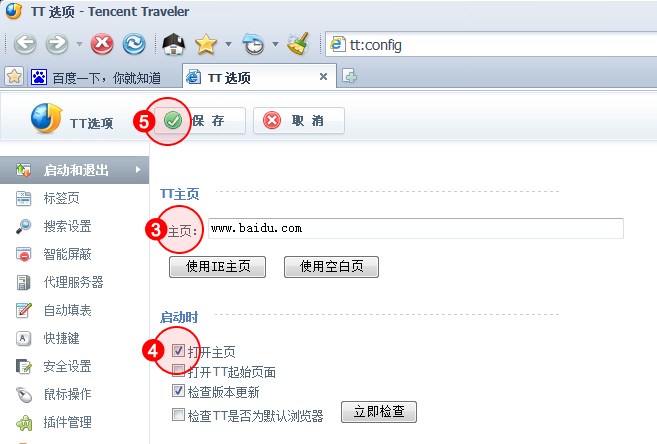 TT 选项 - Tencent Traveler
tt:config
百度一下，你就知道
TT 选项
TT选项
5
保 存
取 消
启动和退出
标签页
搜索设置
智能屏蔽
代理服务器
自动填表
快捷键
安全设置
鼠标操作
插件管理
TT主页
3
主页:
www.baidu.com
使用IE主页
使用空白页
启动时
4
打开主页
打开TT起始页面
检查版本更新
检查TT是否为默认浏览器
立即检查